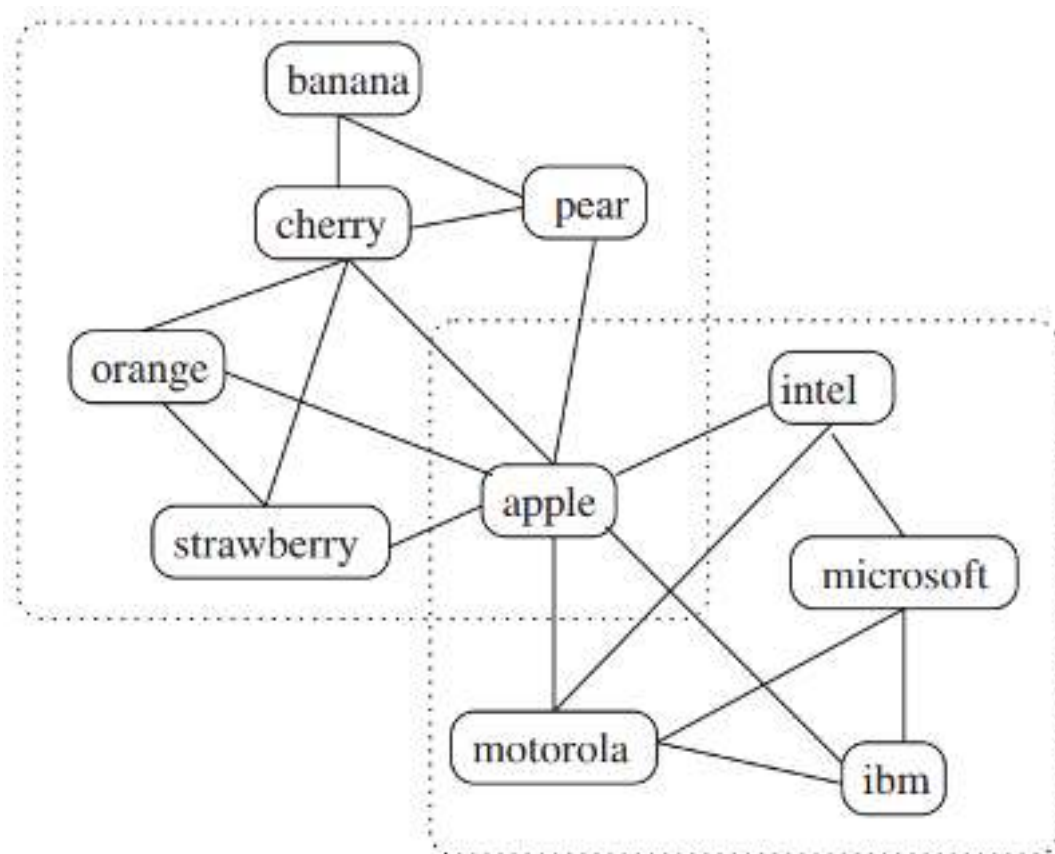 banana
pear
cherry
orange
intel
apple
strawberry
microsoft
motorola
ibm